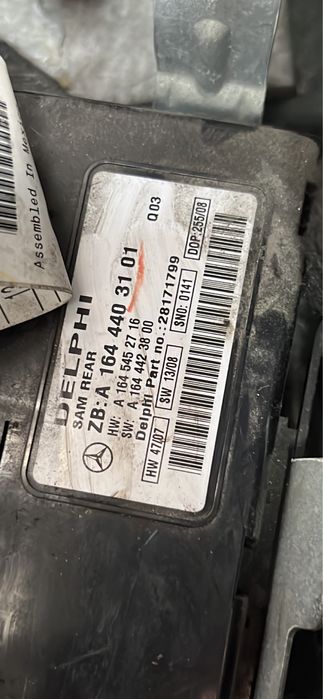 DELPHI
SAM REAR
ZB: A 164 440 31 01
HW: A 164 545 27 16
SW: A 164 442 38 00
Delphi Part no.: 28171799
HW 47/07 SW 13/08 SNO: 0141 DOP: 255/08
Q03
Assembled In